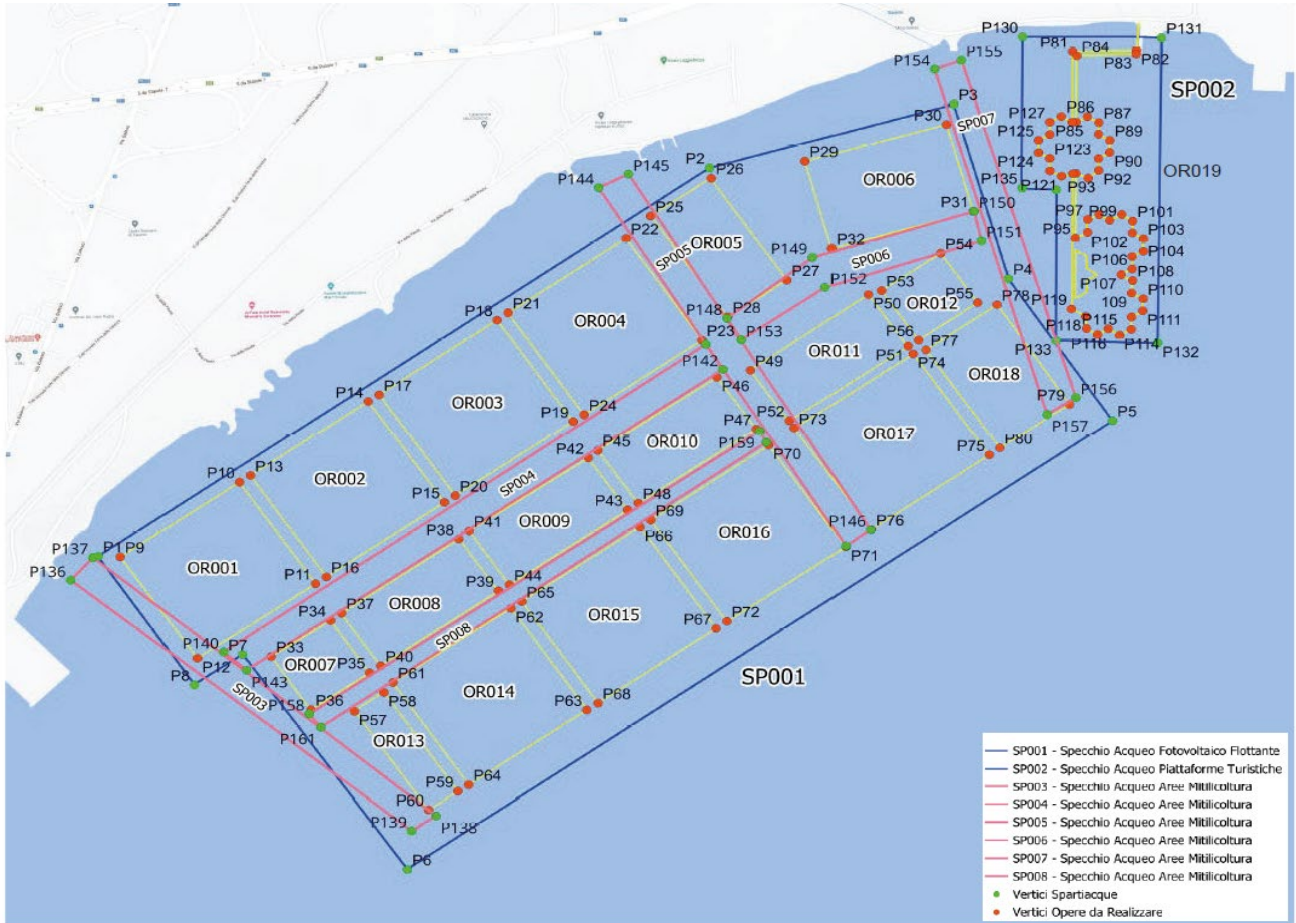 P130
P131
P81
P84
P155
P154
P83
P82
SP002
P3
P30
SP007
P127
P86
P87
P125
P85
P89
P123
P124
P90
P135
P121
P93
P92
OR019
P29
P2
P26
P145
P144
OR006
P25
P22
OR005
SP005
P31
P150
P151
P97
P99
P101
P95
P102
P103
P104
P106
P108
P107
109
P110
P119
P111
P118
P115
P116
P114
P132
P133
P149
P32
SP006
P54
P27
P152
P4
P53
P50
OR012
P55
P78
P18
P21
OR004
P148
P28
P23
P153
P56
P77
P51
P74
OR011
OR018
P142
P49
P46
P14
P17
OR003
P19
P24
P79
P156
P157
P5
P47
P52
P73
P159
P70
OR017
P75
P80
OR010
P45
P42
P10
P13
OR002
P15
P20
SP004
P43
P48
P69
P66
OR016
P41
P38
OR009
P146
P76
P71
P137
P1
P9
P136
OR001
P11
P16
P39
P44
P65
P62
OR015
P37
P34
OR008
SP008
P67
P72
P140
P7
P33
P12
P8
P143
SP003
OR007
P35
P40
P61
P58
OR014
SP001
P158
P36
P161
P57
OR013
P63
P68
P59
P64
P60
P139
P138
P6
SP001 - Specchio Acqueo Fotovoltaico Flottante
SP002 - Specchio Acqueo Piattaforme Turistiche
SP003 - Specchio Acqueo Aree Mitilicoltura
SP004 - Specchio Acqueo Aree Mitilicoltura
SP005 - Specchio Acqueo Aree Mitilicoltura
SP006 - Specchio Acqueo Aree Mitilicoltura
SP007 - Specchio Acqueo Aree Mitilicoltura
SP008 - Specchio Acqueo Aree Mitilicoltura
Vertici Spartiacque
Vertici Opere da Realizzare